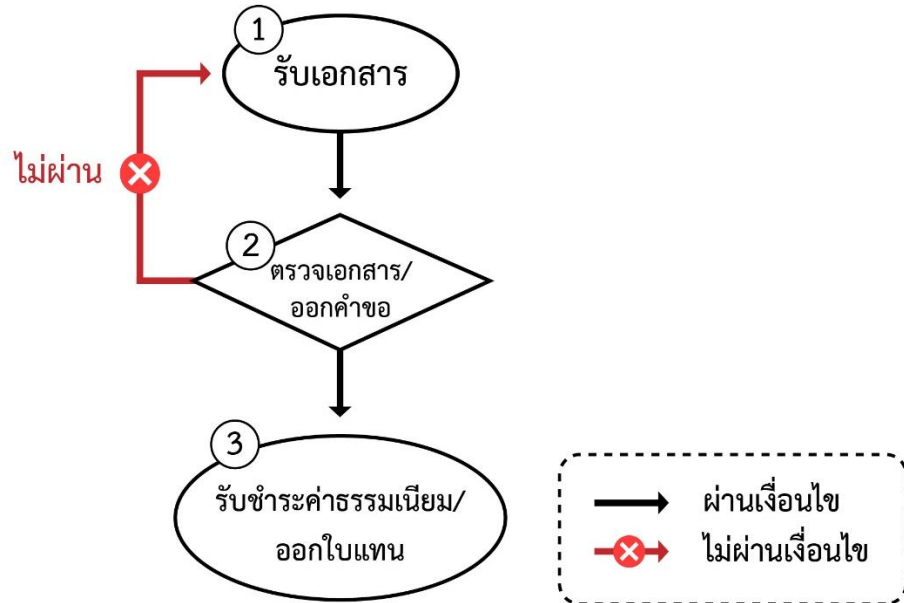 1
รับเอกสาร
ไม่ผ่าน
2
ตรวจเอกสาร/
ออกคำขอ
3
รับชำระค่าธรรมเนียม/
ออกใบแทน
ผ่านเงื่อนไข
ไม่ผ่านเงื่อนไข